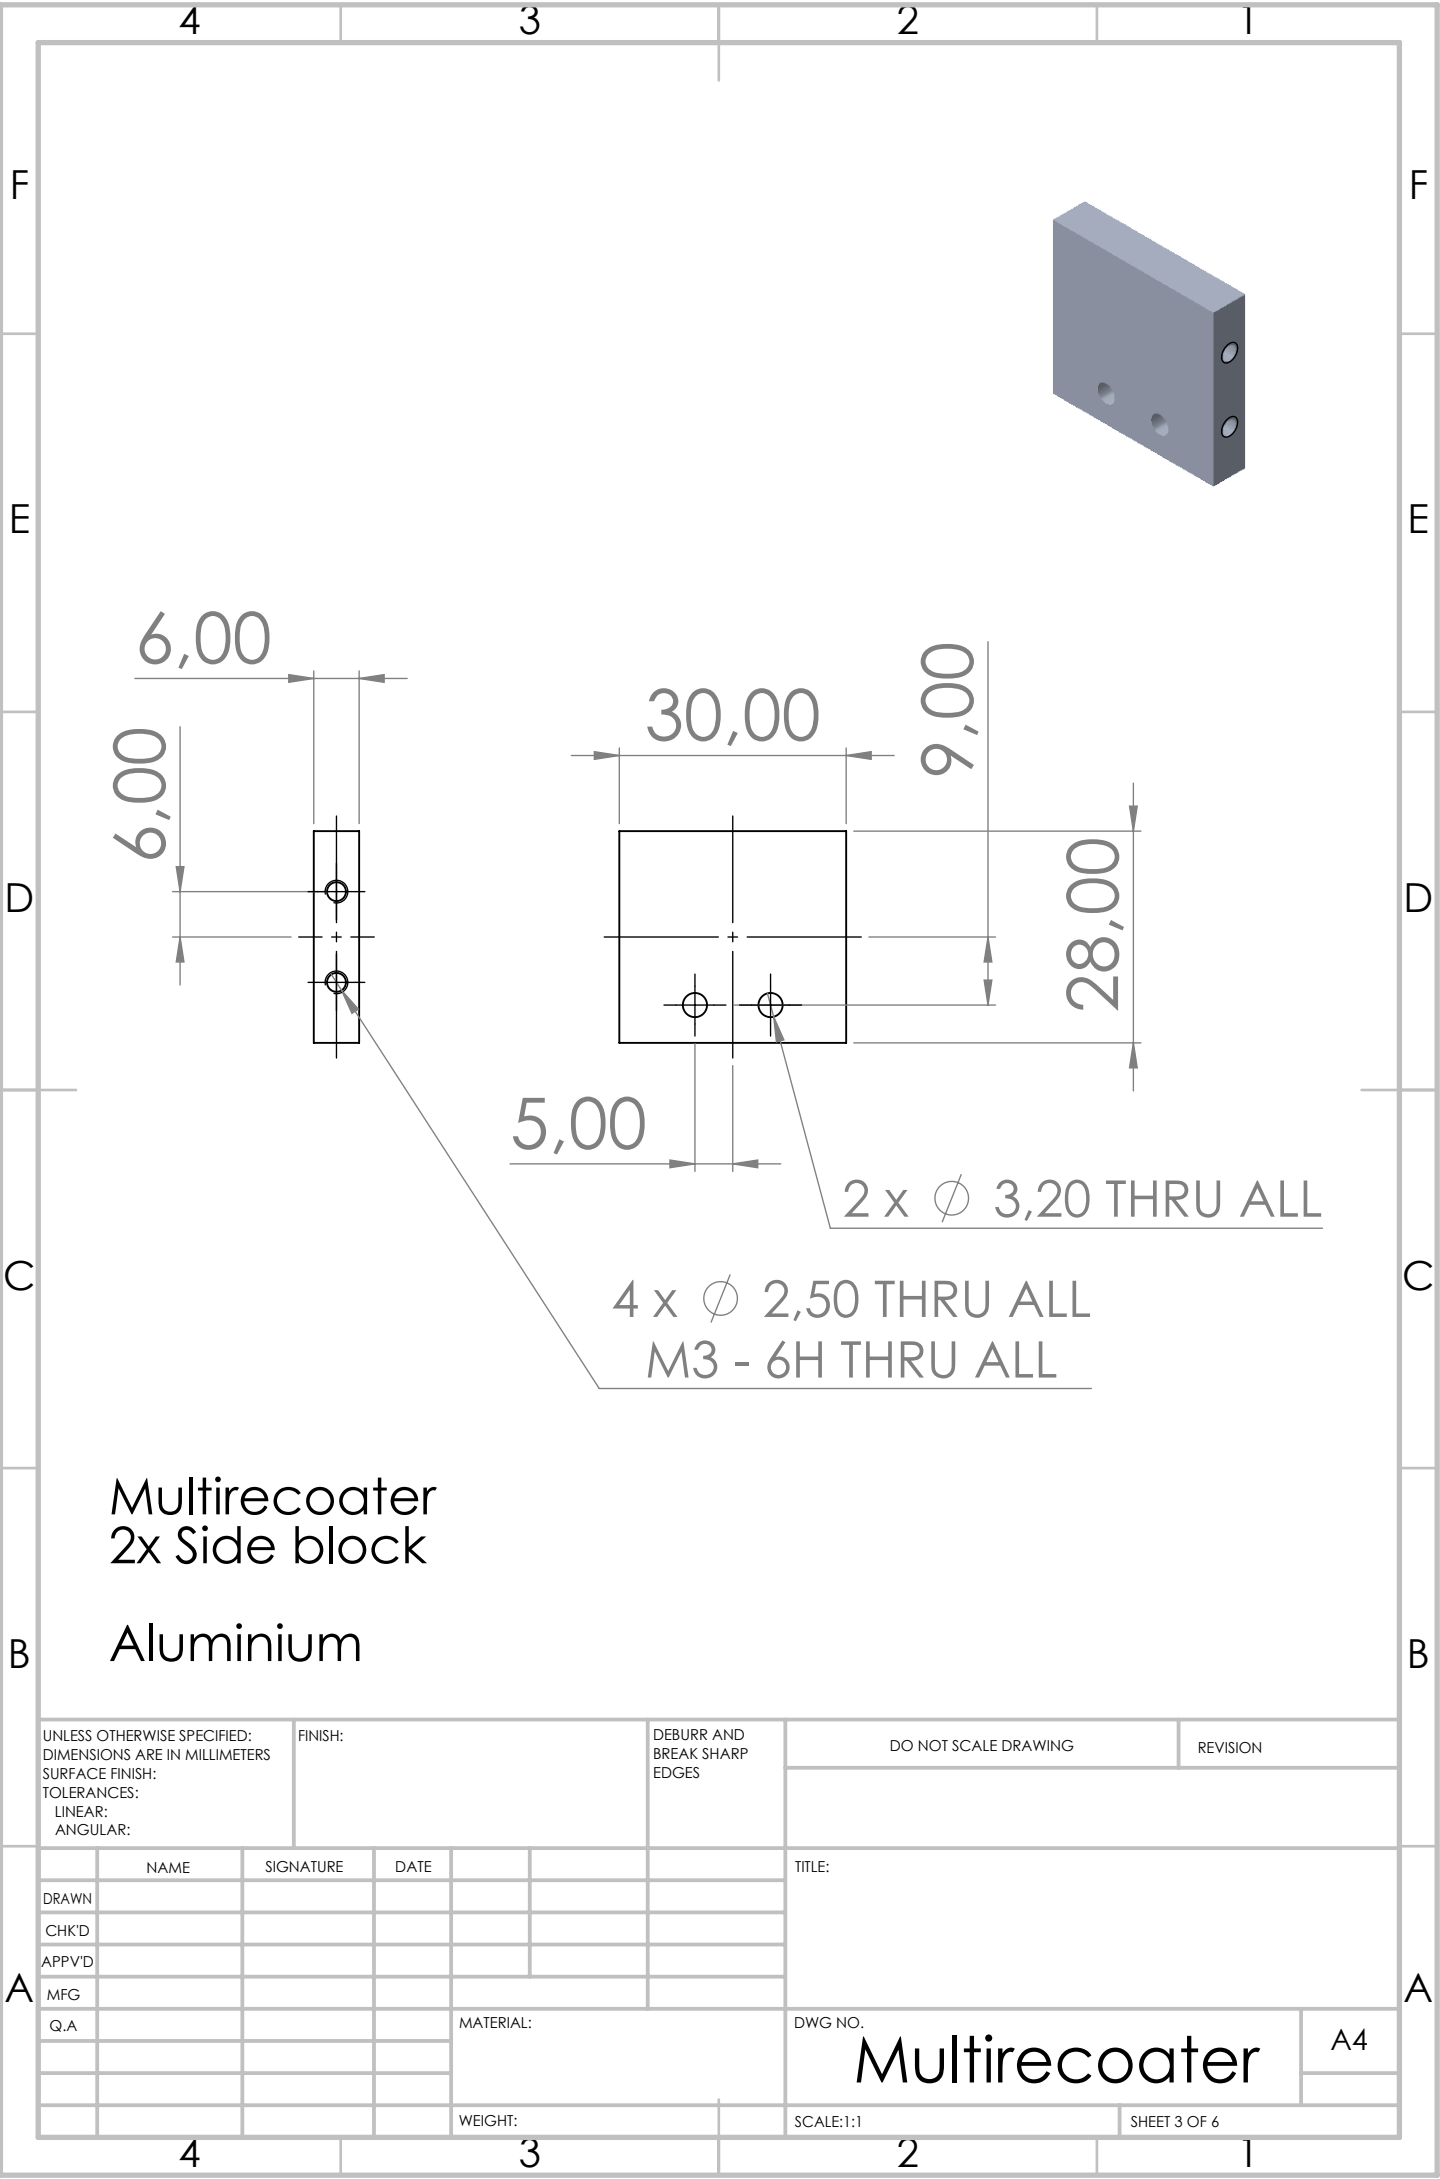 4 3 2 1
F F
E E
6,00
6,00
30,00
9,00
28,00
D D
5,00
2 x ∅ 3,20 THRU ALL
C C
4 x ∅ 2,50 THRU ALL
M3 - 6H THRU ALL
Multirecoater
2x Side block
Aluminium
B B
UNLESS OTHERWISE SPECIFIED:
DIMENSIONS ARE IN MILLIMETERS
SURFACE FINISH:
TOLERANCES:
LINEAR:
ANGULAR:
FINISH:
DEBURR AND
BREAK SHARP
EDGES
DO NOT SCALE DRAWING
REVISION
NAME SIGNATURE DATE
TITLE:
DRAWN
CHK'D
APPV'D
MFG
A A
Q.A
MATERIAL:
DWG NO.
Multirecoater
A4
WEIGHT:
SCALE:1:1
SHEET 3 OF 6
4 3 2 1